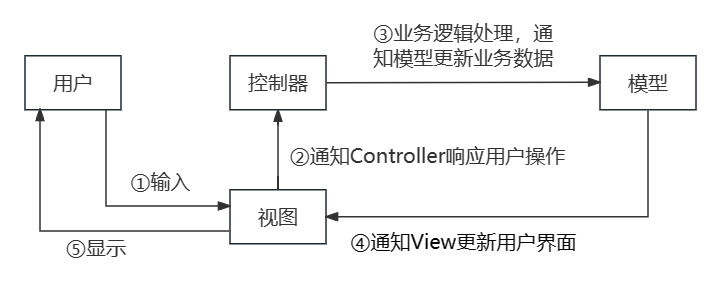 ③业务逻辑处理，通
知模型更新业务数据
用户
控制器
模型
②通知Controller响应用户操作
①输入
视图
④通知View更新用户界面
⑤显示